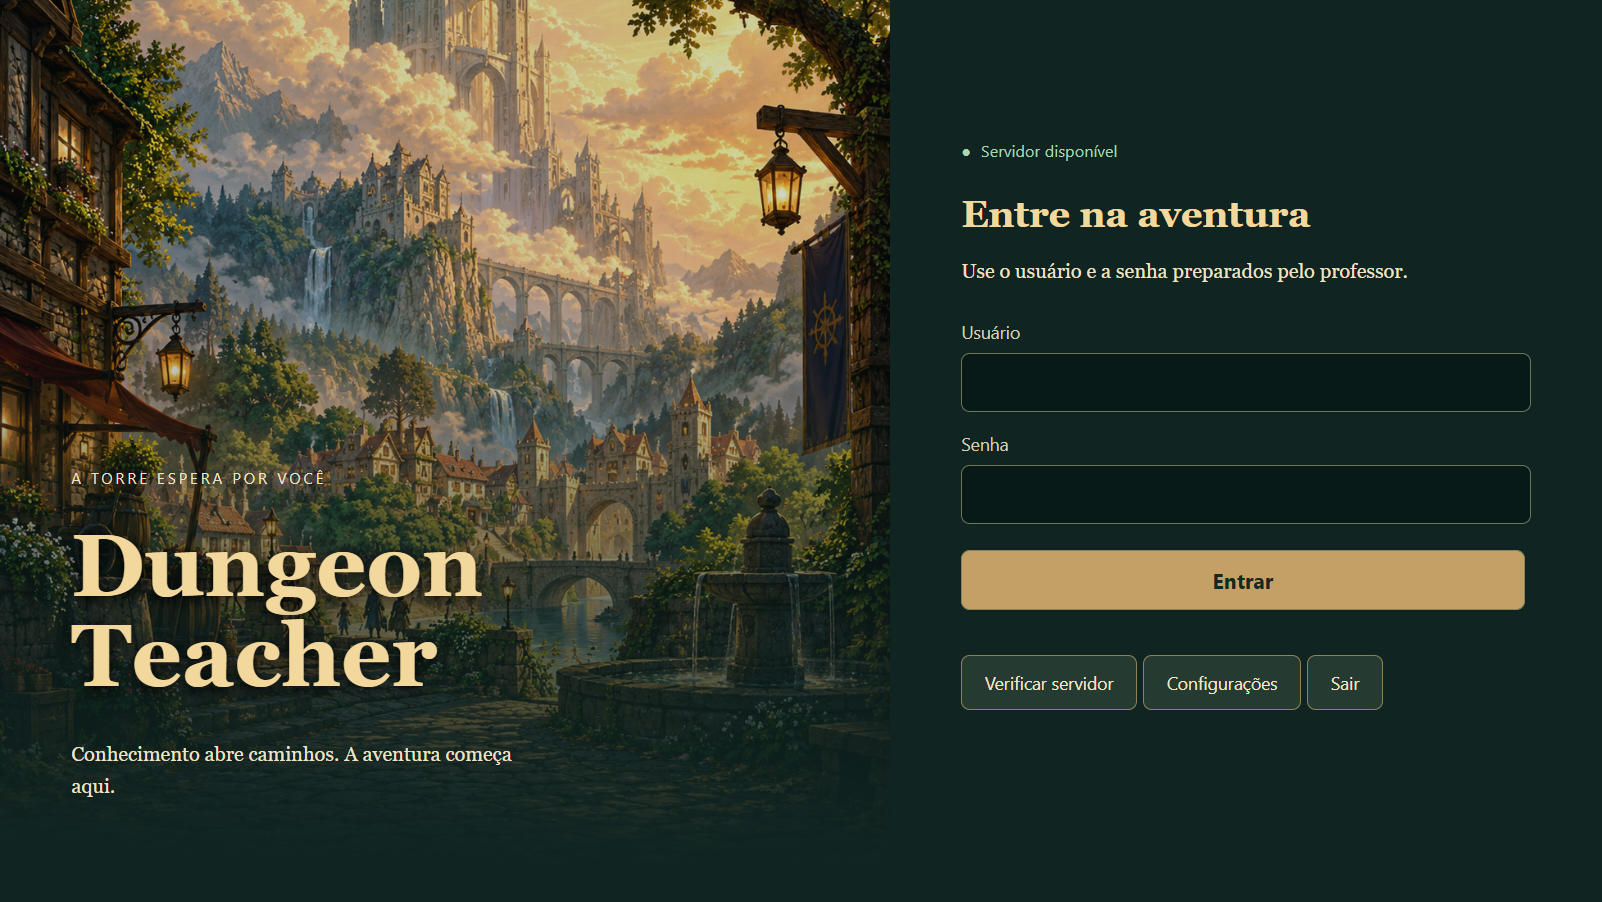 A TORRE ESPERA POR VOCÊ
Dungeon
Teacher
Conhecimento abre caminhos. A aventura começa
aqui.
● Servidor disponível
Entre na aventura
Use o usuário e a senha preparados pelo professor.
Usuário
Senha
Entrar
Verificar servidor
Configurações
Sair